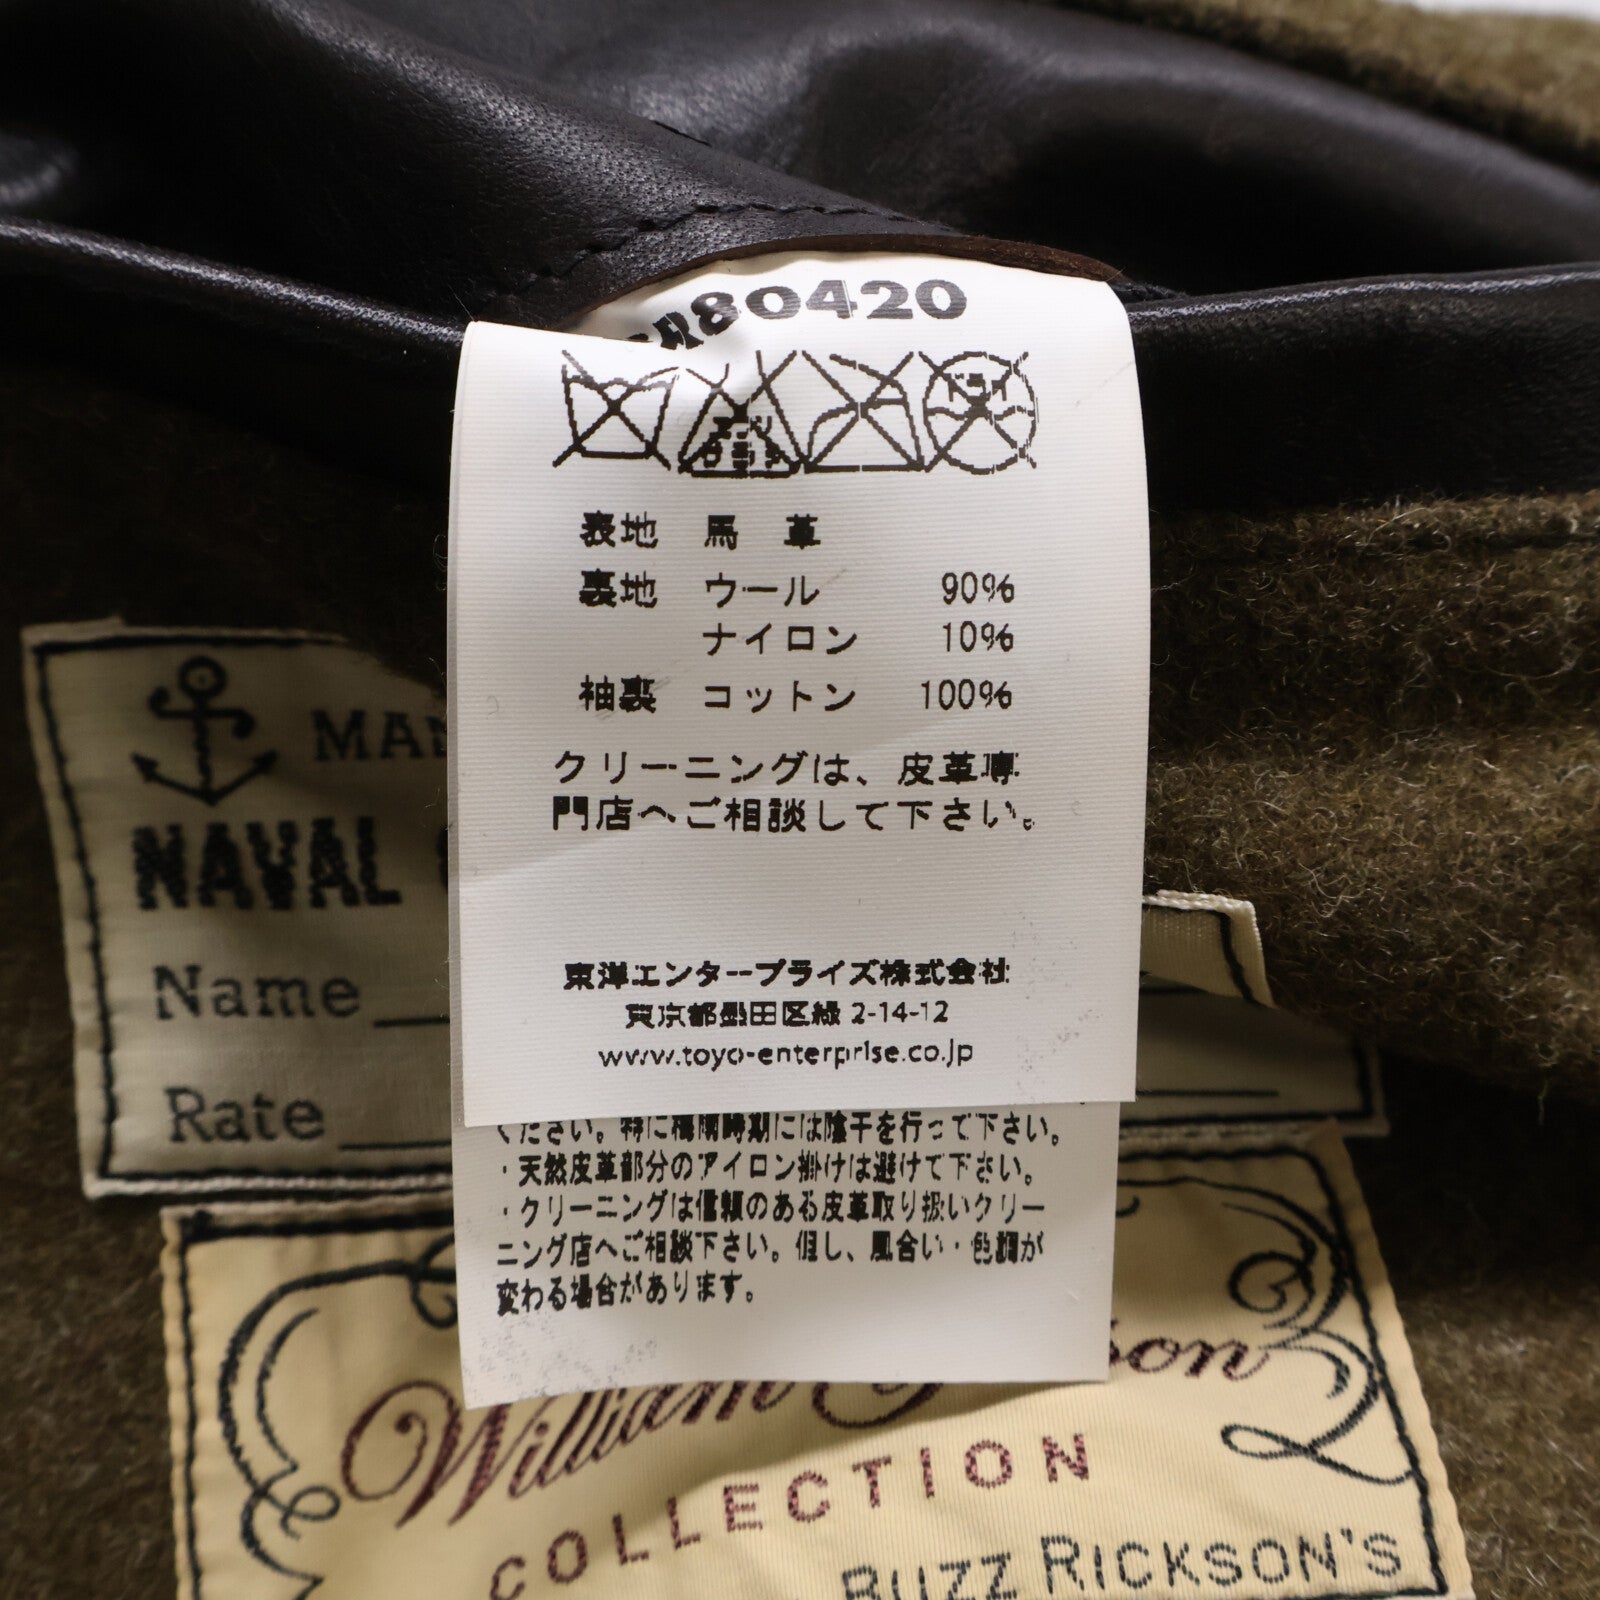 80420
表地 馬 革
裏地 ウール 90%
ナイロン 10%
袖裏 コットン 100%
クリーニングは、皮革専
門店へご相談して下さい。
東洋エンタープライズ株式会社
東京都墨田区緑 2-14-12
www.toyo-enterprise.co.jp
ください。特に梅雨時期には陰干を行って下さい。
・天然皮革部分のアイロン掛けは避けて下さい。
・クリーニングは信頼のある皮革取り扱いクリー
ニング店へご相談下さい。但し、風合い・色調が
変わる場合があります。
NAVAL
Name
Rate
William
COLLECTION
BUZZ RICKSON'S